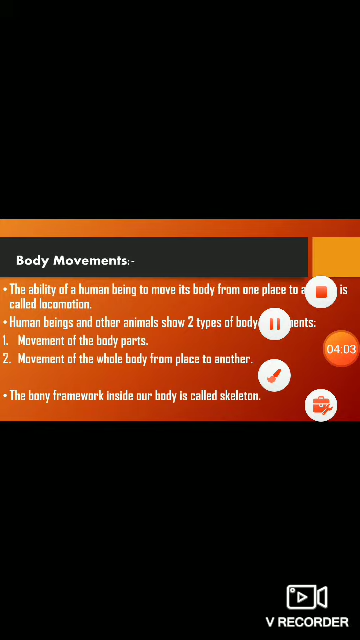 Body Movements:-
• The ability of a human being to move its body from one place to a is
called locomotion.
• Human beings and other animals show 2 types of body ments:
1. Movement of the body parts.
2. Movement of the whole body from place to another.
• The bony framework inside our body is called skeleton.
04:03
V RECORDER